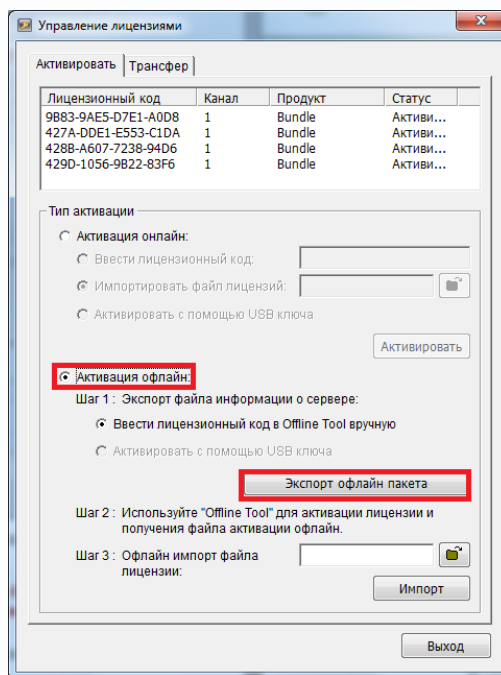 Управление лицензиями
Активировать Трансфер
Лицензионный код Канал Продукт Статус
9B83-9AE5-D7E1-A0D8 1 Bundle Активи...
427A-DDE1-E553-C1DA 1 Bundle Активи...
428B-A607-7238-94D6 1 Bundle Активи...
429D-1056-9B22-83F6 1 Bundle Активи...
Тип активации
Активация онлайн:
Ввести лицензионный код:
Импортировать файл лицензий:
Активировать с помощью USB ключа
Активировать
Активация офлайн:
Шаг 1 : Экспорт файла информации о сервере:
Ввести лицензионный код в Offline Tool вручную
Активировать с помощью USB ключа
Экспорт офлайн пакета
Шаг 2 : Используйте "Offline Tool" для активации лицензии и
получения файла активации офлайн.
Шаг 3 : Офлайн импорт файла
лицензии:
Импорт
Выход